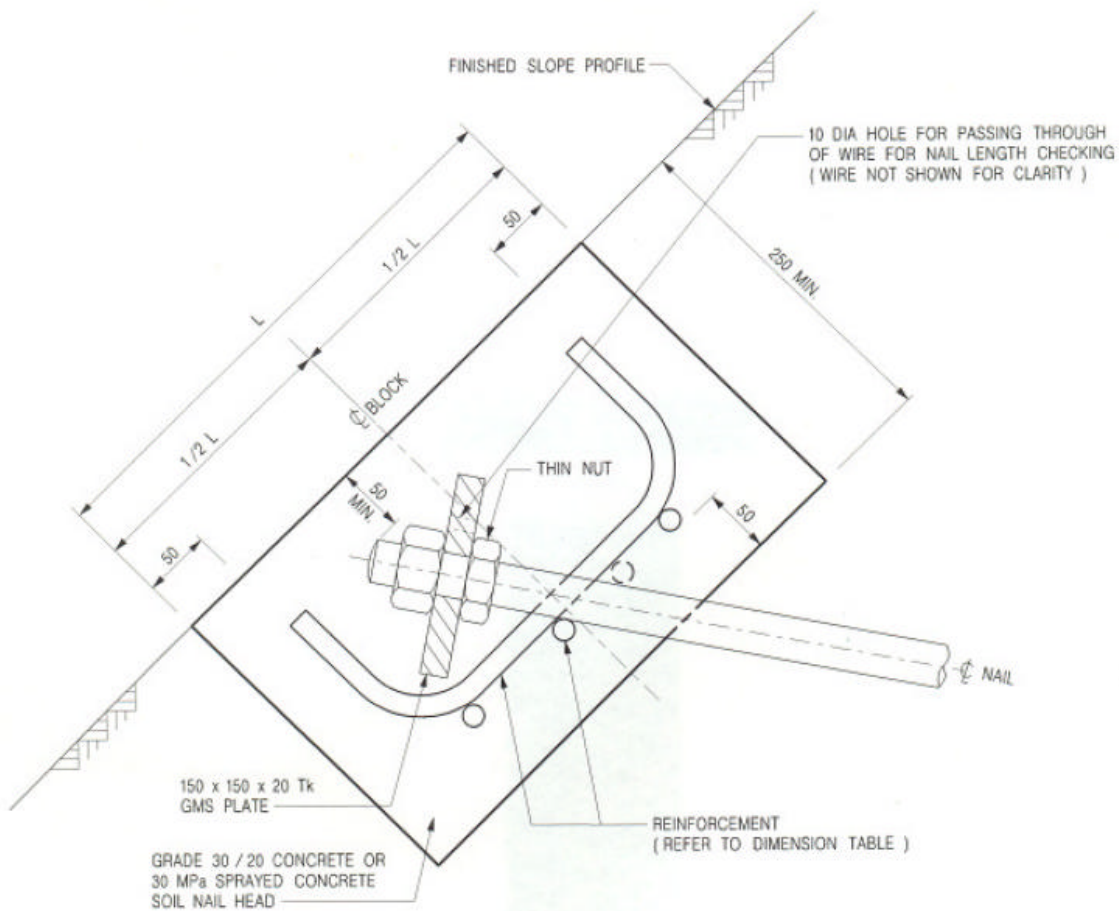 FINISHED SLOPE PROFILE
10 DIA HOLE FOR PASSING THROUGH
OF WIRE FOR NAIL LENGTH CHECKING
( WIRE NOT SHOWN FOR CLARITY )
50
1/2 L
L
250 MIN.
℄ BLOCK
1/2 L
THIN NUT
50
MIN.
50
50
℄ NAIL
150 x 150 x 20 Tk
GMS PLATE
REINFORCEMENT
( REFER TO DIMENSION TABLE )
GRADE 30 / 20 CONCRETE OR
30 MPa SPRAYED CONCRETE
SOIL NAIL HEAD